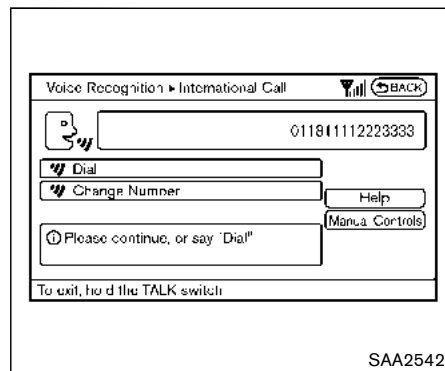 Voice Recognition ▸ International Call
BACK
011811112223333
Dial
Change Number
Help
Manual Controls
Please continue, or say "Dial"
To exit, hold the TALK switch
SAA2542